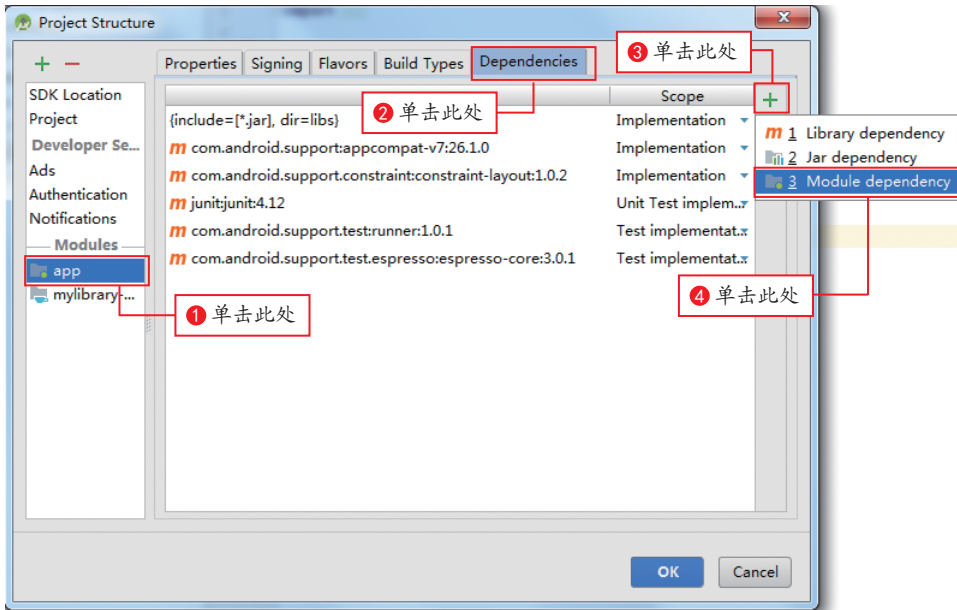 Project Structure
Properties Signing Flavors Build Types Dependencies
❸ 单击此处
SDK Location
Project
Developer Se...
Ads
Authentication
Notifications
Modules
app
mylibrary-...
❶ 单击此处
❷ 单击此处
Scope
{include=[*.jar], dir=libs} Implementation
m com.android.support:appcompat-v7:26.1.0 Implementation
m com.android.support.constraint:constraint-layout:1.0.2 Implementation
m junit:junit:4.12 Unit Test implem...
m com.android.support.test:runner:1.0.1 Test implementat...
m com.android.support.test.espresso:espresso-core:3.0.1 Test implementat...
m 1 Library dependency
2 Jar dependency
3 Module dependency
❹ 单击此处
OK Cancel